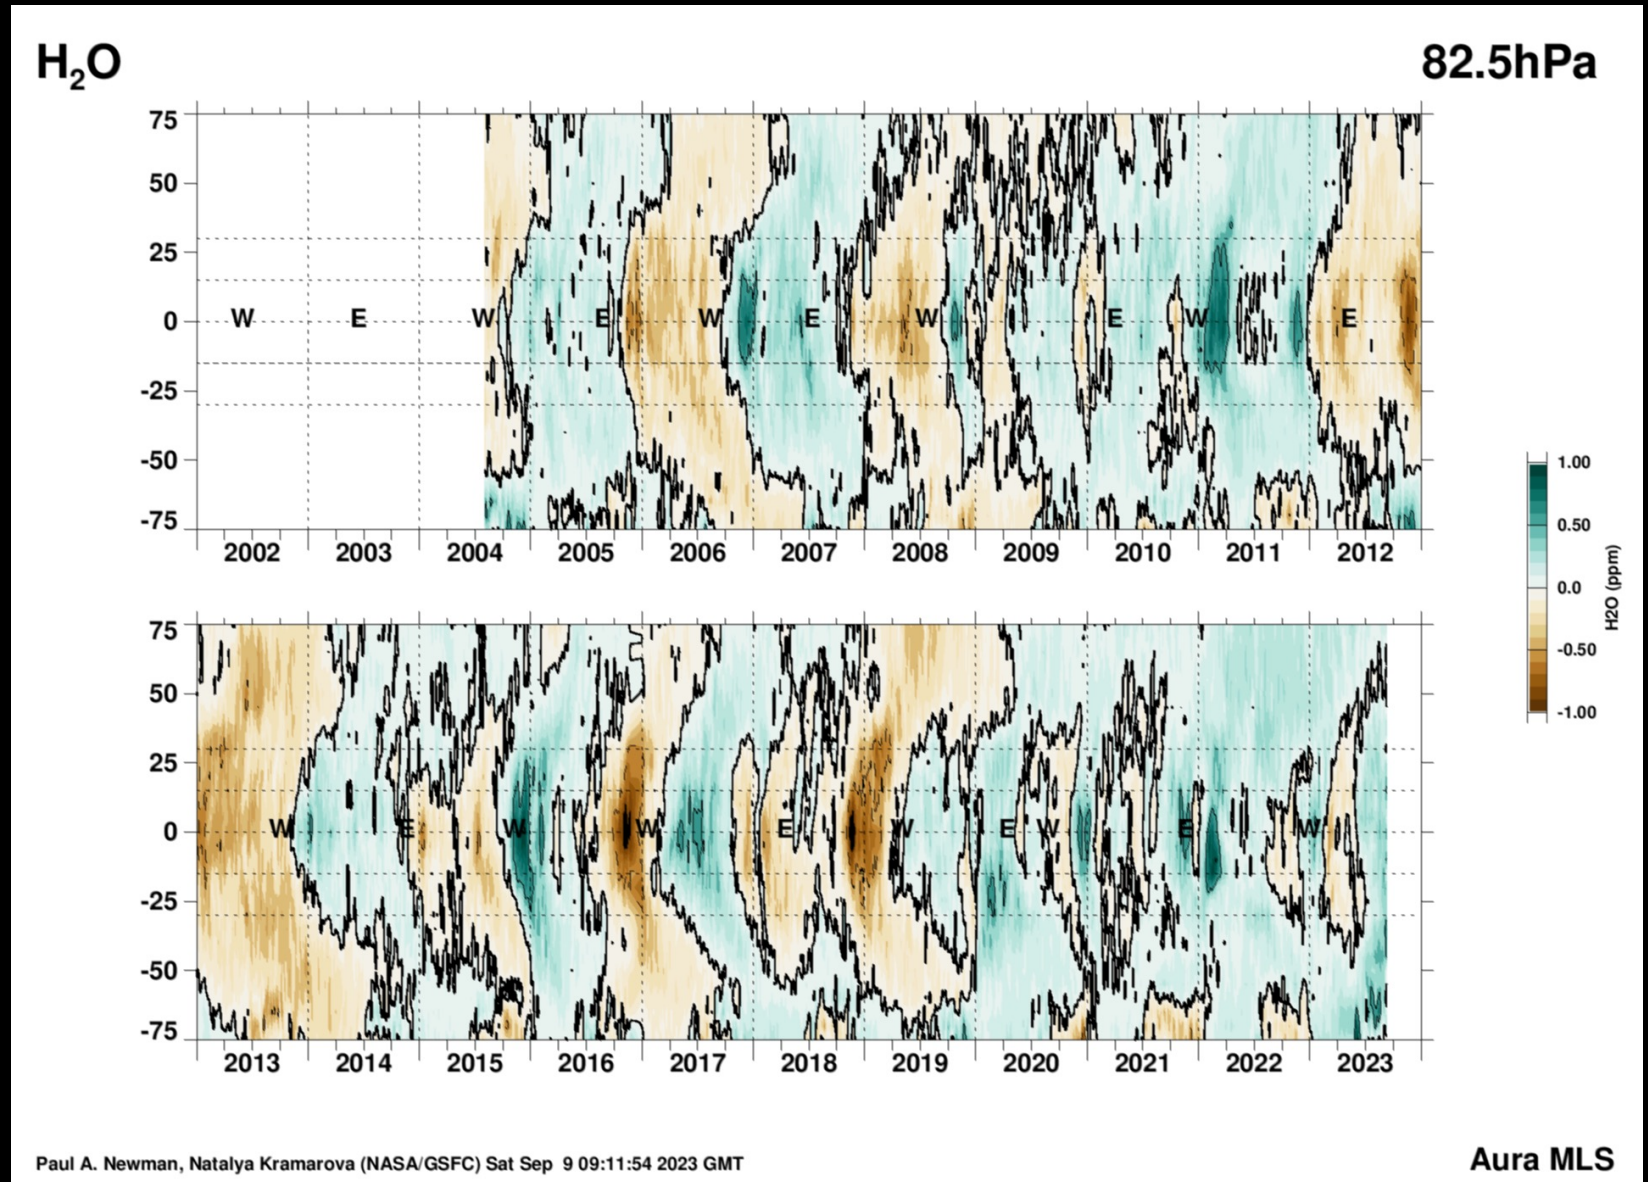 H₂O 82.5hPa
75
50
25
0
-25
-50
-75
W E W E W E W E W E
2002 2003 2004 2005 2006 2007 2008 2009 2010 2011 2012
75
50
25
0
-25
-50
-75
W E W W E W E W E W
2013 2014 2015 2016 2017 2018 2019 2020 2021 2022 2023
1.00
0.50
0.0
-0.50
-1.00
H2O (ppm)
Paul A. Newman, Natalya Kramarova (NASA/GSFC) Sat Sep 9 09:11:54 2023 GMT
Aura MLS